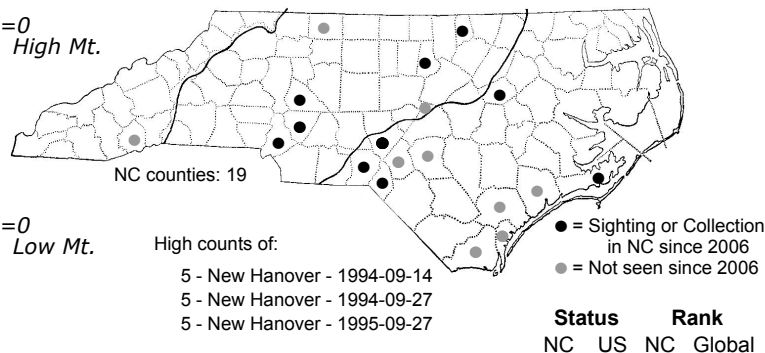 =0
High Mt.
NC counties: 19
=0
Low Mt.
High counts of:
5 - New Hanover - 1994-09-14
5 - New Hanover - 1994-09-27
5 - New Hanover - 1995-09-27
= Sighting or Collection
in NC since 2006
= Not seen since 2006
Status Rank
NC US NC Global